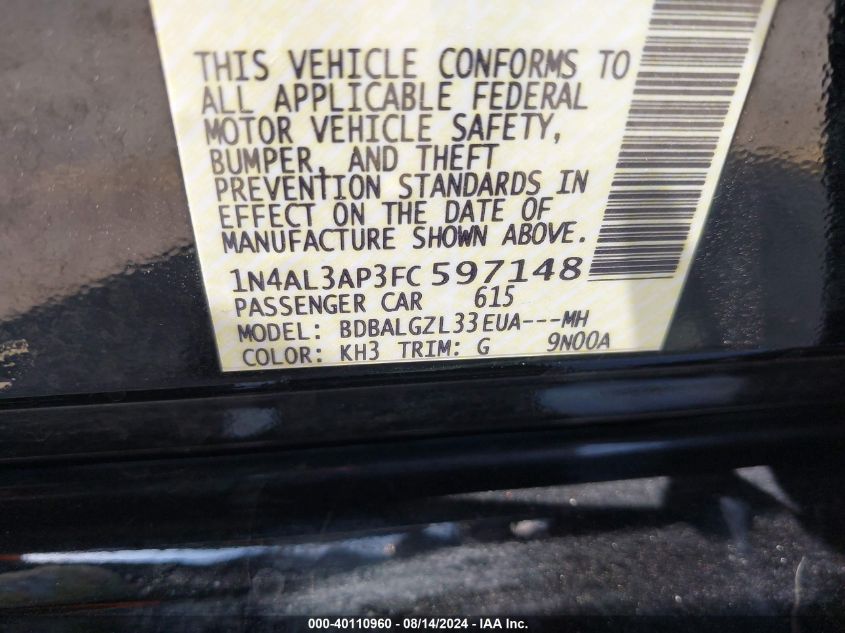 THIS VEHICLE CONFORMS TO
ALL APPLICABLE FEDERAL
MOTOR VEHICLE SAFETY,
BUMPER, AND THEFT
PREVENTION STANDARDS IN
EFFECT ON THE DATE OF
MANUFACTURE SHOWN ABOVE.
1N4AL3AP3FC597148
PASSENGER CAR 615
MODEL: BDBALGZL33EUA---MH
COLOR: KH3 TRIM: G 9N00A
000-40110960 - 08/14/2024 - IAA Inc.